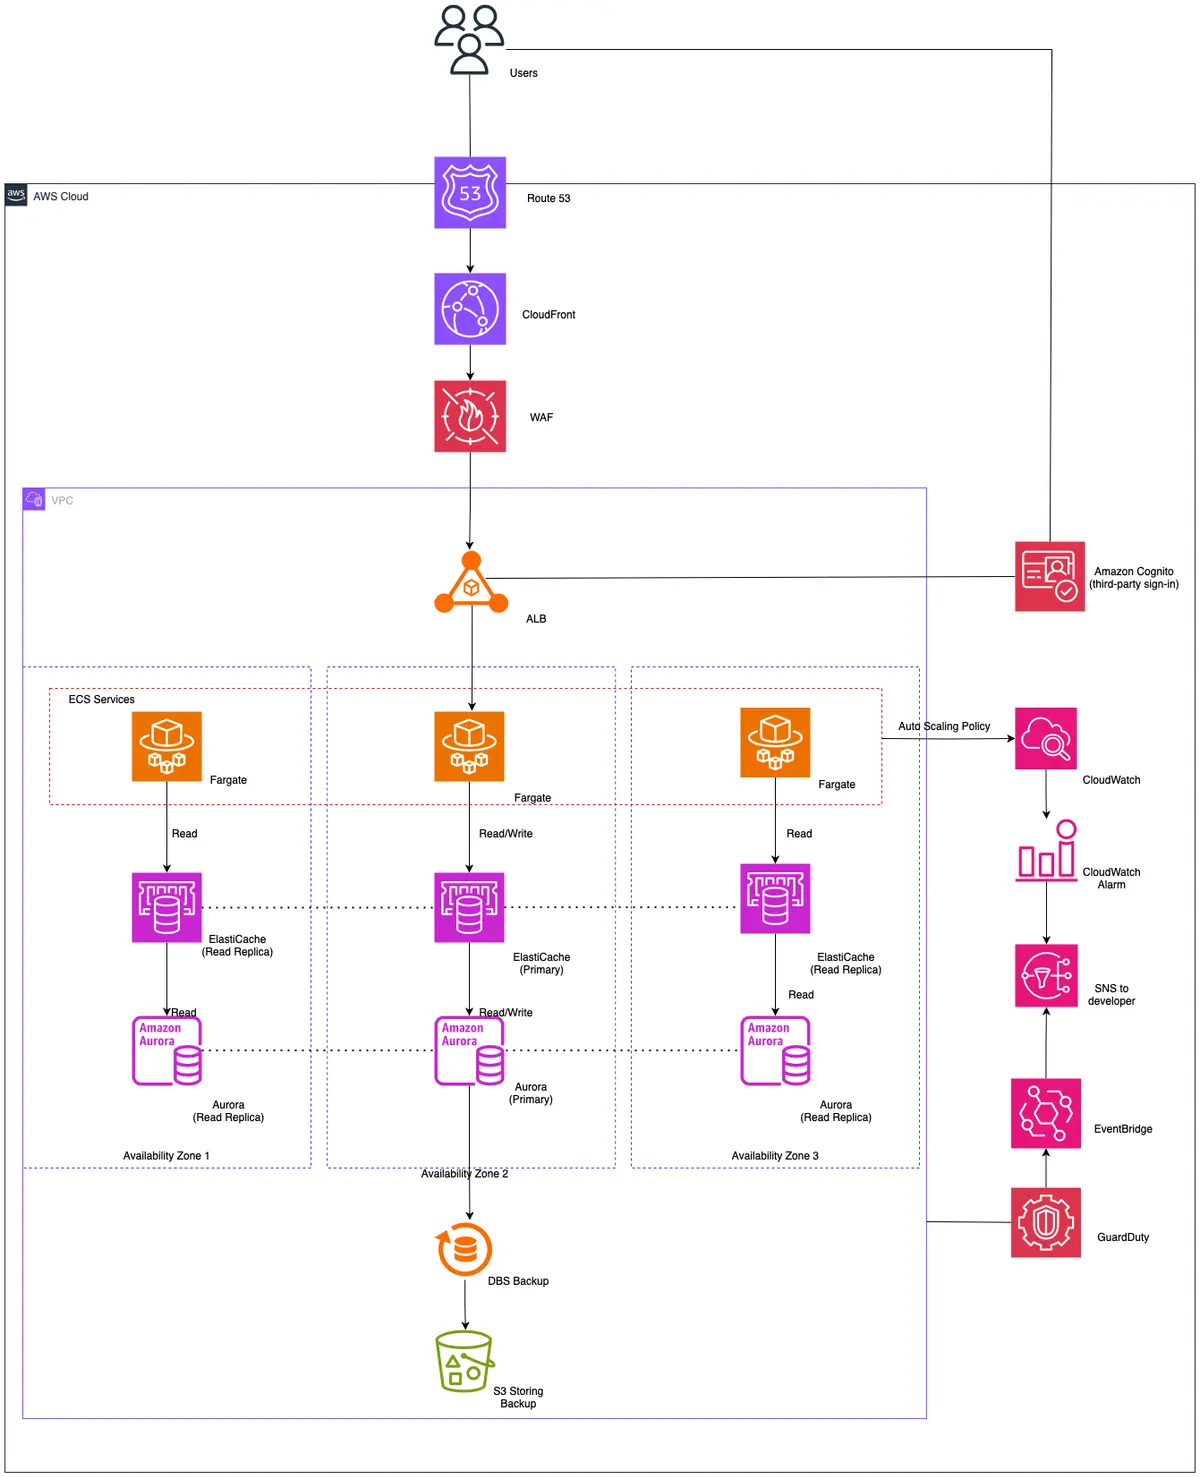 Users
aws
AWS Cloud
53
Route 53
CloudFront
WAF
VPC
ALB
Amazon Cognito
(third-party sign-in)
ECS Services
Fargate
Fargate
Fargate
Auto Scaling Policy
CloudWatch
Read
Read/Write
Read
CloudWatch
Alarm
ElastiCache
(Read Replica)
ElastiCache
(Primary)
ElastiCache
(Read Replica)
SNS to
developer
Read
Read/Write
Read
Amazon
Aurora
Amazon
Aurora
Amazon
Aurora
Aurora
(Read Replica)
Aurora
(Primary)
Aurora
(Read Replica)
EventBridge
Availability Zone 1
Availability Zone 2
Availability Zone 3
GuardDuty
DBS Backup
S3 Storing
Backup